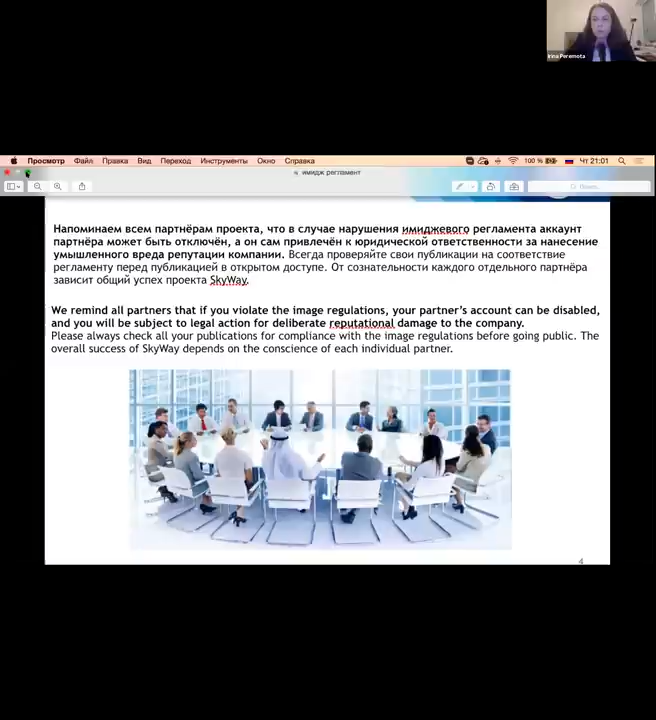 Irina Peremota
Просмотр Файл Правка Вид Переход Инструменты Окно Справка 100 % Чт 21:01
имидж регламент
Поиск
Напоминаем всем партнёрам проекта, что в случае нарушения имиджевого регламента аккаунт
партнёра может быть отключён, а он сам привлечён к юридической ответственности за нанесение
умышленного вреда репутации компании. Всегда проверяйте свои публикации на соответствие
регламенту перед публикацией в открытом доступе. От сознательности каждого отдельного партнёра
зависит общий успех проекта SkyWay.
We remind all partners that if you violate the image regulations, your partner's account can be disabled,
and you will be subject to legal action for deliberate reputational damage to the company.
Please always check all your publications for compliance with the image regulations before going public. The
overall success of SkyWay depends on the conscience of each individual partner.
4